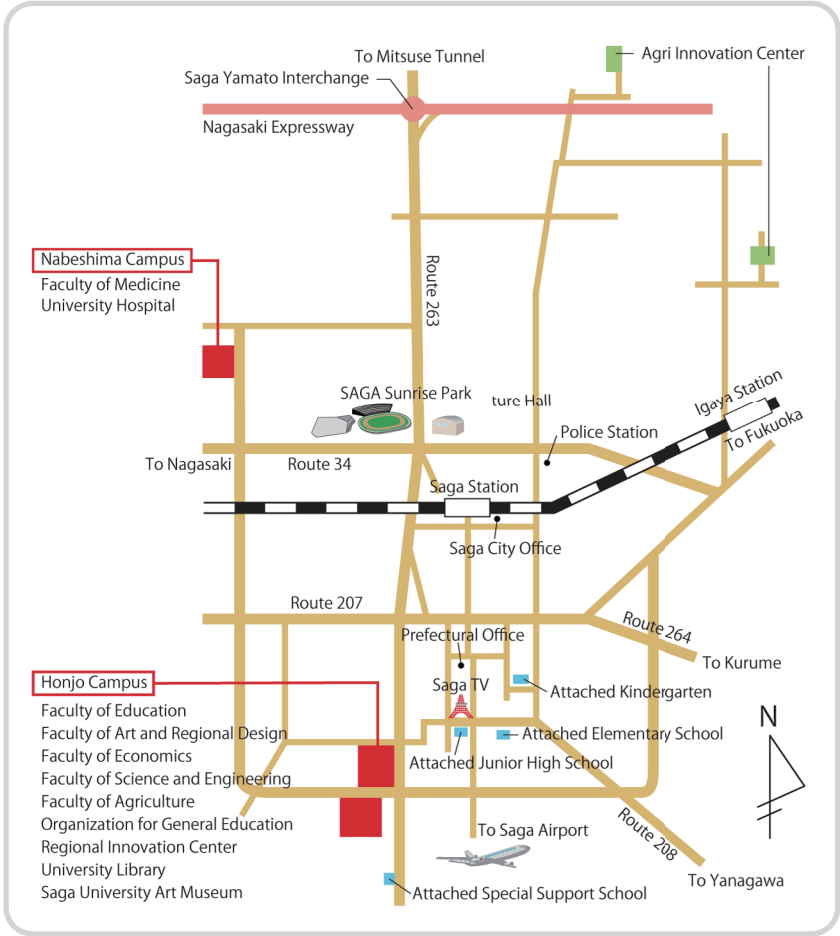 To Mitsuse Tunnel
Agri Innovation Center
Saga Yamato Interchange
Nagasaki Expressway
Nabeshima Campus
Faculty of Medicine
University Hospital
Route 263
SAGA Sunrise Park
ture Hall
Igaya Station
To Fukuoka
Police Station
To Nagasaki
Route 34
Saga Station
Saga City Office
Route 207
Route 264
Prefectural Office
To Kurume
Saga TV
Attached Kindergarten
Honjo Campus
Faculty of Education
Faculty of Art and Regional Design
Faculty of Economics
Faculty of Science and Engineering
Faculty of Agriculture
Organization for General Education
Regional Innovation Center
University Library
Saga University Art Museum
Attached Elementary School
Attached Junior High School
N
To Saga Airport
Route 208
To Yanagawa
Attached Special Support School